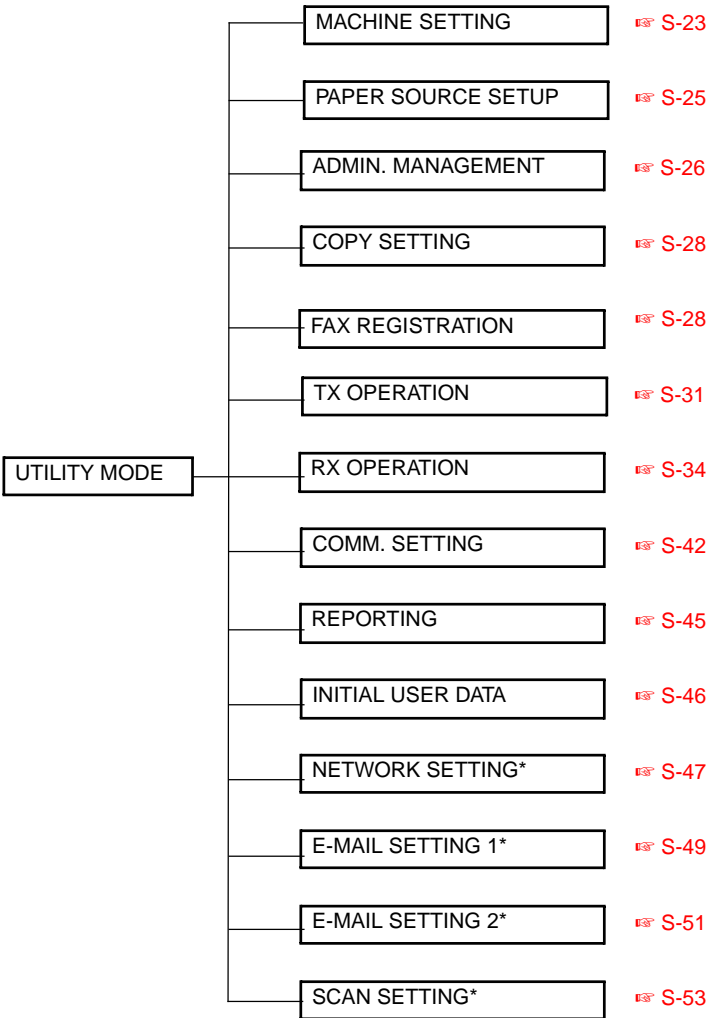 MACHINE SETTING ☞ S-23
PAPER SOURCE SETUP ☞ S-25
ADMIN. MANAGEMENT ☞ S-26
COPY SETTING ☞ S-28
FAX REGISTRATION ☞ S-28
TX OPERATION ☞ S-31
UTILITY MODE
RX OPERATION ☞ S-34
COMM. SETTING ☞ S-42
REPORTING ☞ S-45
INITIAL USER DATA ☞ S-46
NETWORK SETTING* ☞ S-47
E-MAIL SETTING 1* ☞ S-49
E-MAIL SETTING 2* ☞ S-51
SCAN SETTING* ☞ S-53